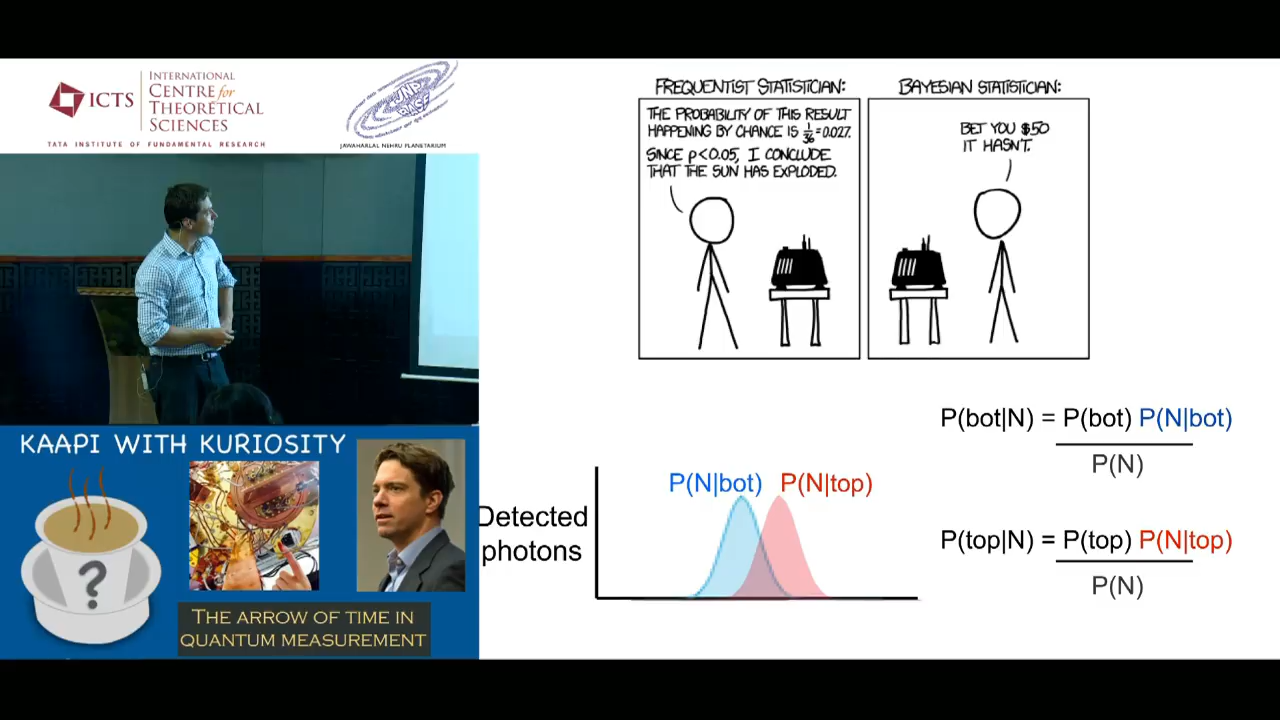 ICTS
INTERNATIONAL
CENTRE for
THEORETICAL
SCIENCES
TATA INSTITUTE OF FUNDAMENTAL RESEARCH
JNP
BASE
JAWAHARLAL NEHRU PLANETARIUM
KAAPI WITH KURIOSITY
?
THE ARROW OF TIME IN
QUANTUM MEASUREMENT
FREQUENTIST STATISTICIAN:
THE PROBABILITY OF THIS RESULT
HAPPENING BY CHANCE IS 1/36 = 0.027.
SINCE P < 0.05, I CONCLUDE
THAT THE SUN HAS EXPLODED.
BAYESIAN STATISTICIAN:
BET YOU $50
IT HASN'T.
Detected
photons
P(N|bot) P(N|top)
P(bot|N) = P(bot) P(N|bot)
P(N)
P(top|N) = P(top) P(N|top)
P(N)